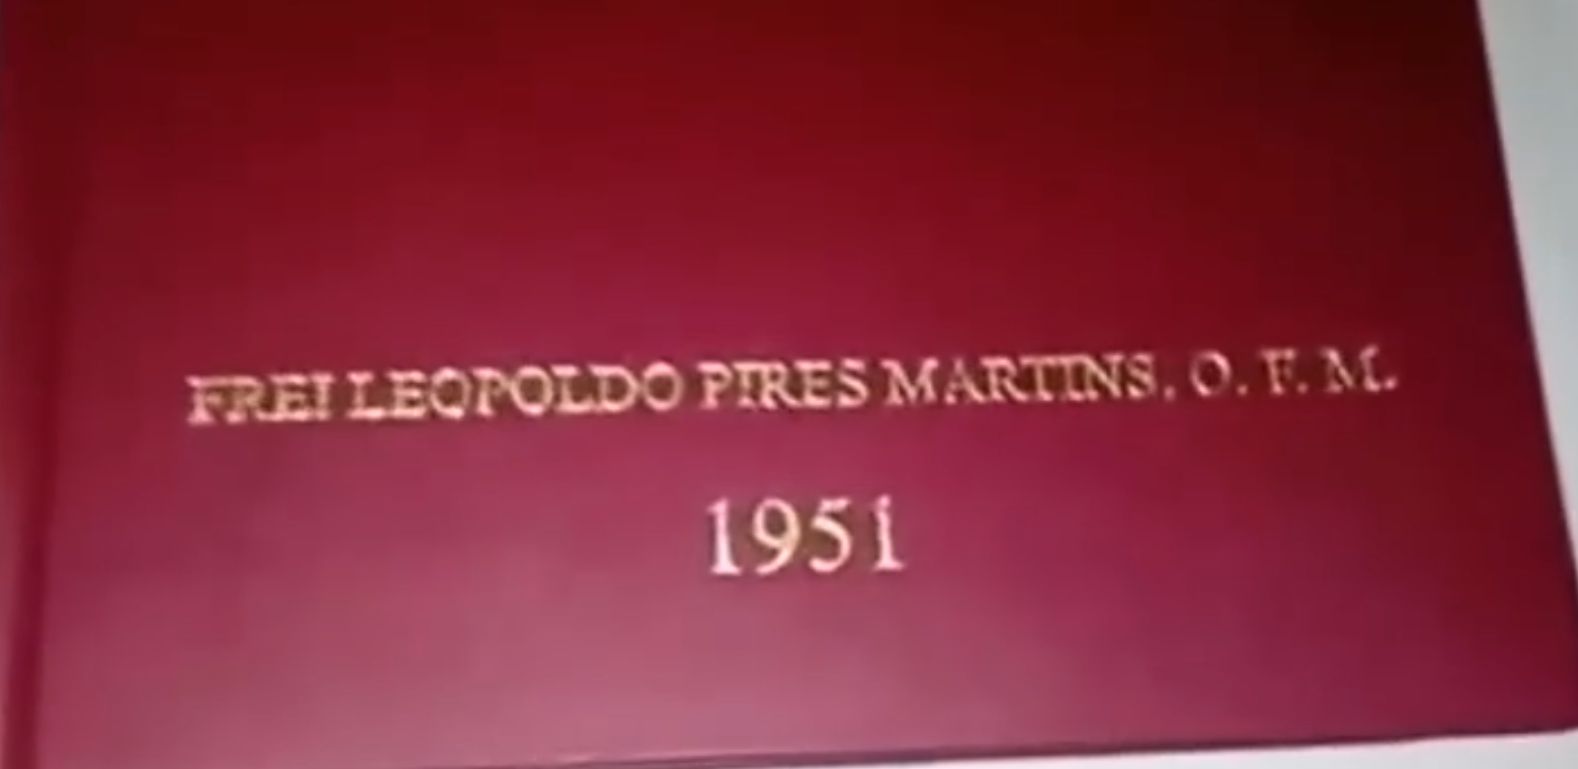 FREI LEOPOLDO PIRES MARTINS, O. F. M.
1951